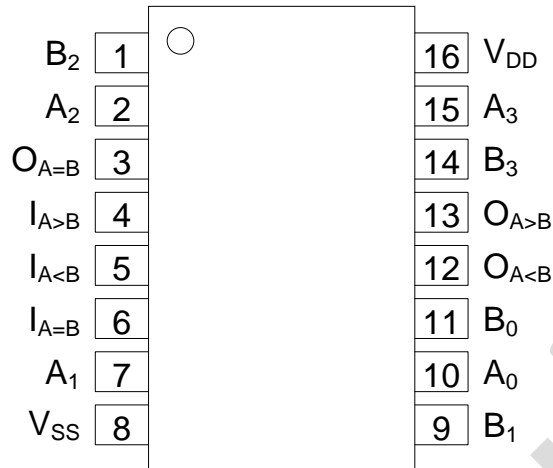 B2 1 16 VDD
A2 2 15 A3
OA=B 3 14 B3
IA>B 4 13 OA>B
IA<B 5 12 OA<B
IA=B 6 11 B0
A1 7 10 A0
VSS 8 9 B1